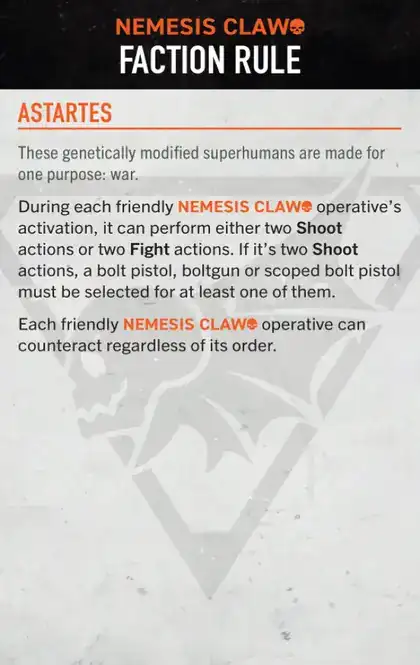 NEMESIS CLAW
FACTION RULE
ASTARTES
These genetically modified superhumans are made for
one purpose: war.
During each friendly NEMESIS CLAW operative's
activation, it can perform either two Shoot
actions or two Fight actions. If it's two Shoot
actions, a bolt pistol, boltgun or scoped bolt pistol
must be selected for at least one of them.
Each friendly NEMESIS CLAW operative can
counteract regardless of its order.